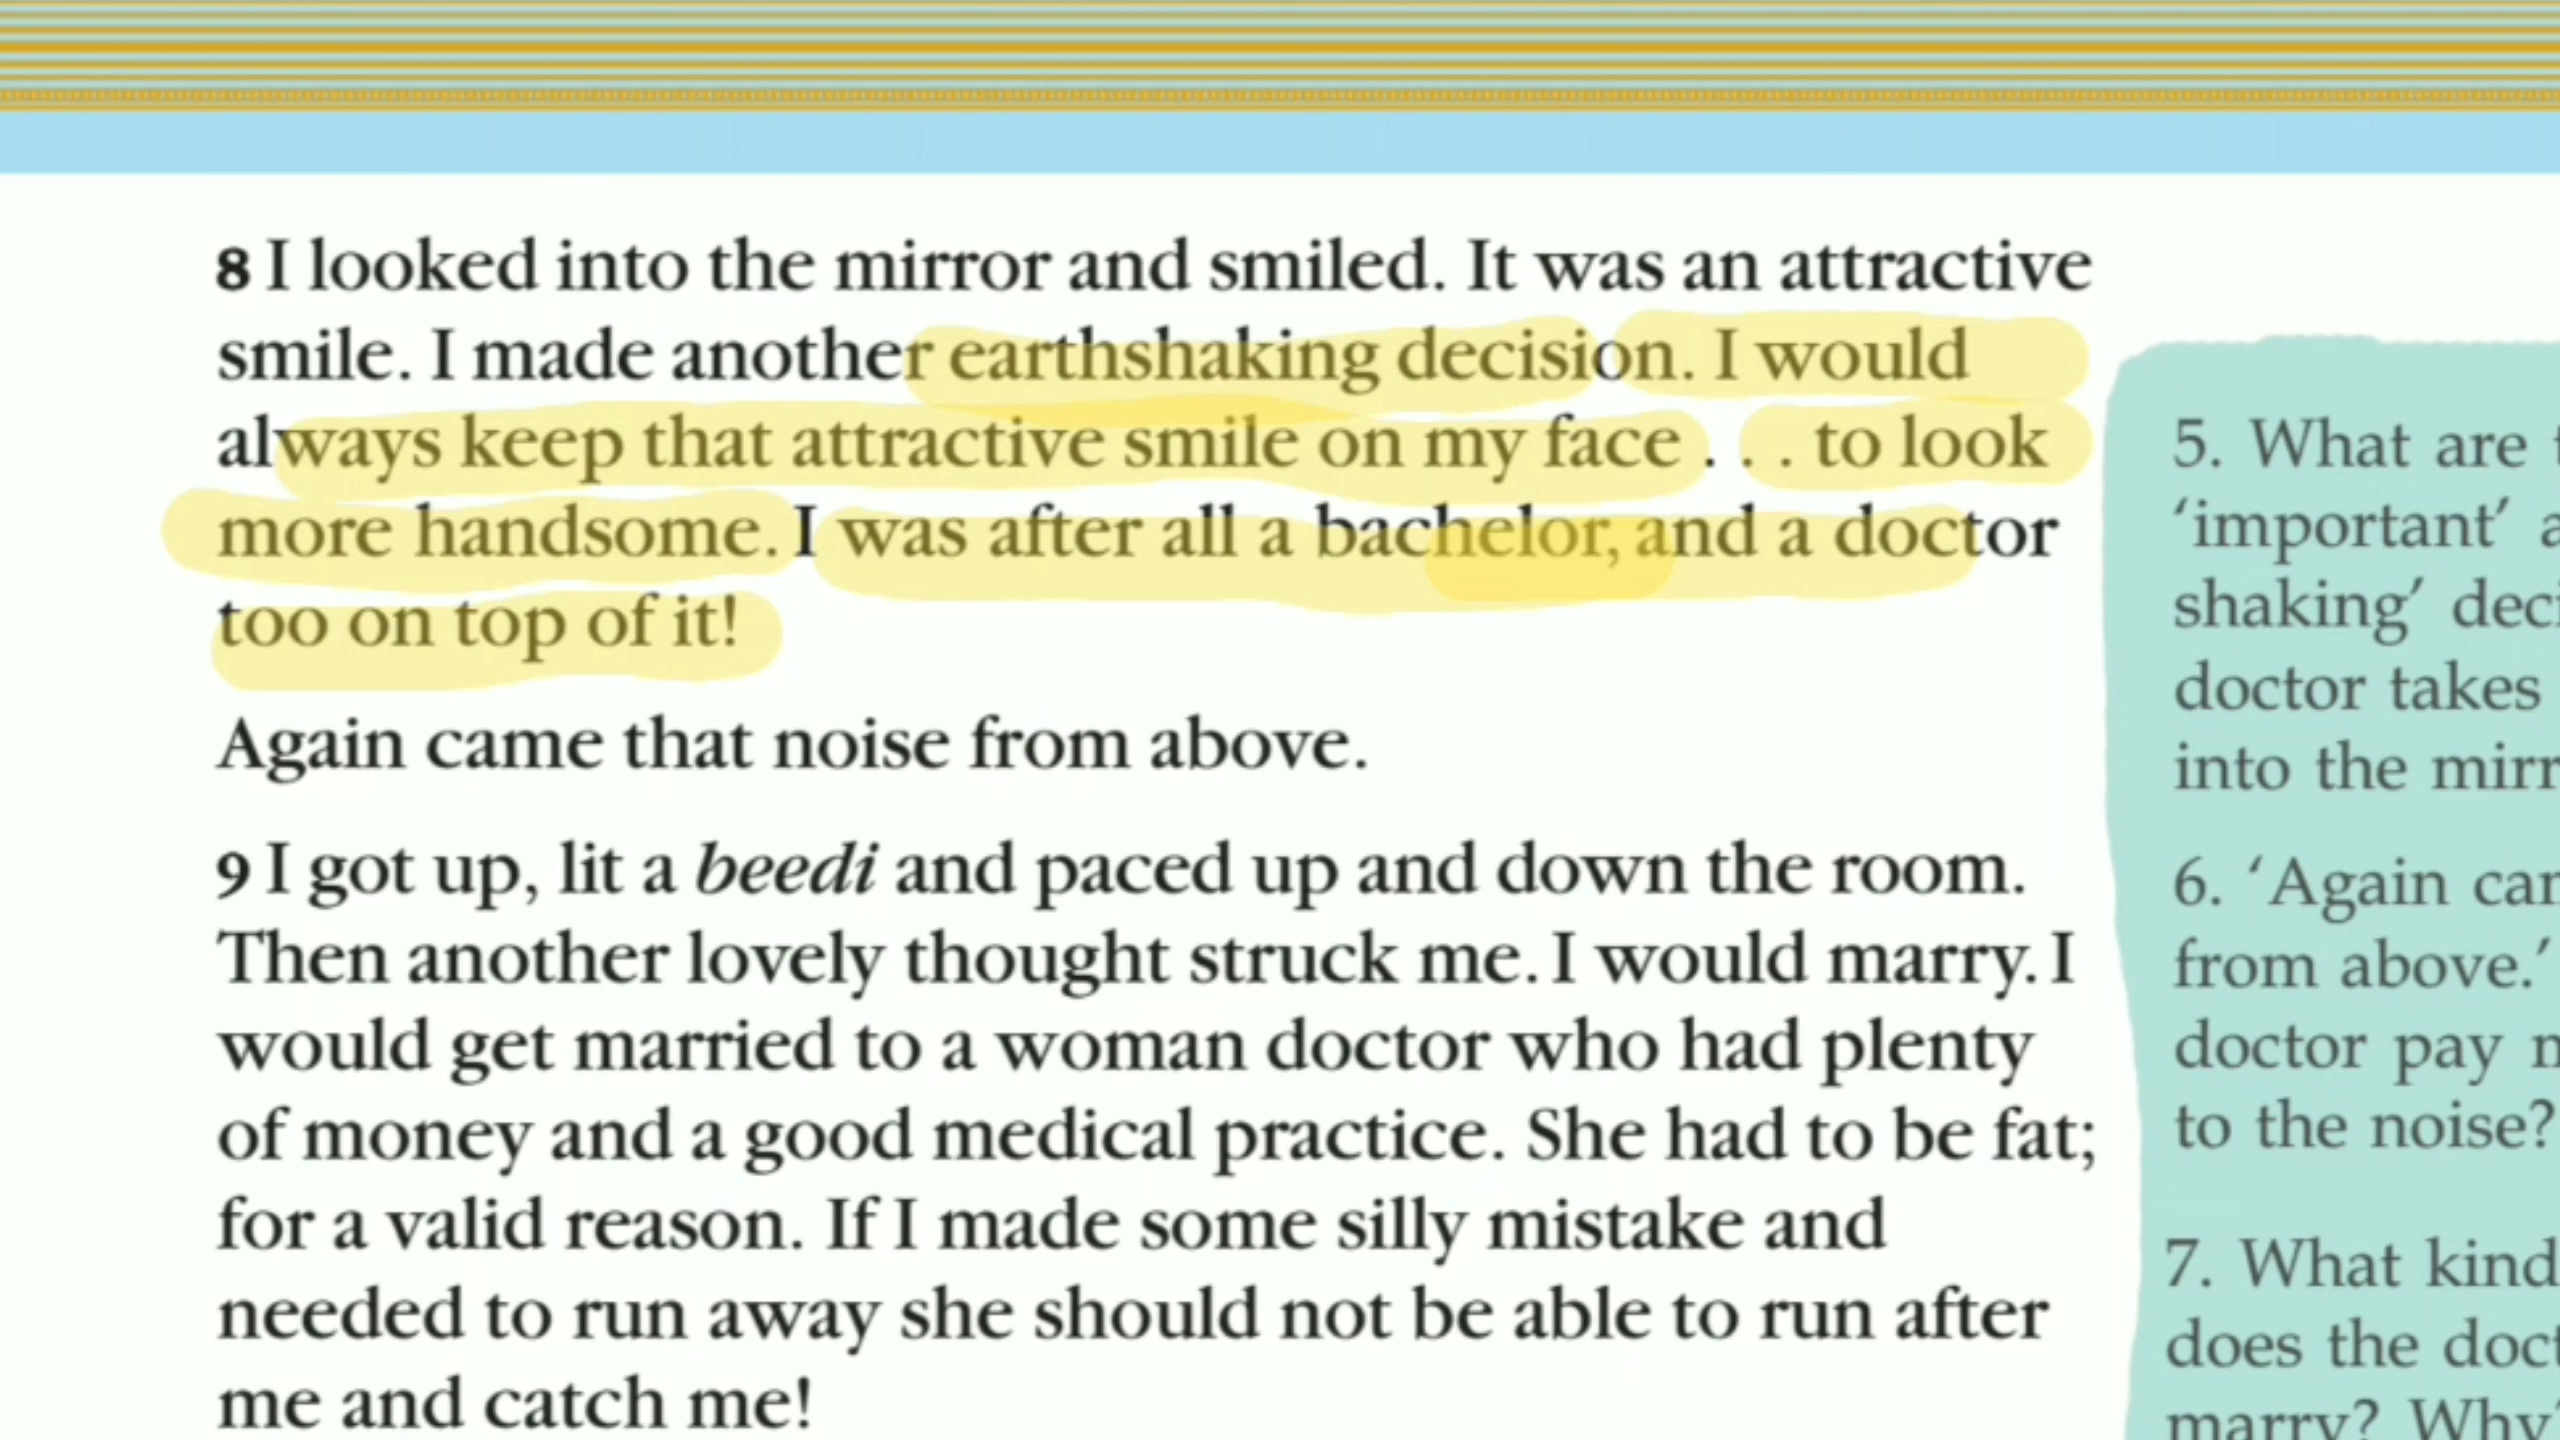 8 I looked into the mirror and smiled. It was an attractive
smile. I made another earthshaking decision. I would
always keep that attractive smile on my face . . . to look
more handsome. I was after all a bachelor, and a doctor
too on top of it!
Again came that noise from above.
9 I got up, lit a beedi and paced up and down the room.
Then another lovely thought struck me. I would marry. I
would get married to a woman doctor who had plenty
of money and a good medical practice. She had to be fat;
for a valid reason. If I made some silly mistake and
needed to run away she should not be able to run after
me and catch me!
5. What are
'important'
shaking'
doctor takes
into the
6. 'Again
from above.'
doctor pay
to the noise?
7. What kind
does the
marry? Why?